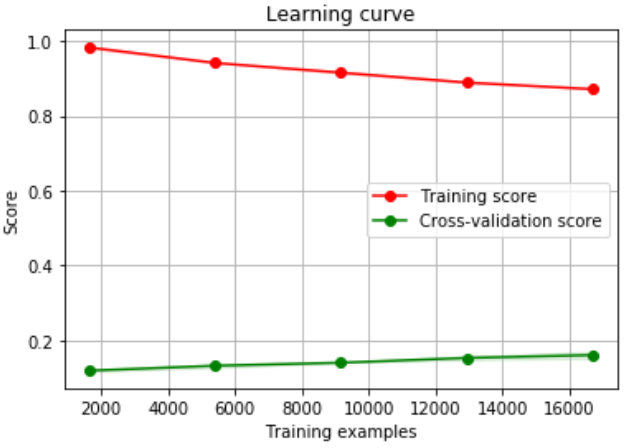 Learning curve
1.0
0.8
0.6
0.4
0.2
Score
Training score
Cross-validation score
2000 4000 6000 8000 10000 12000 14000 16000
Training examples